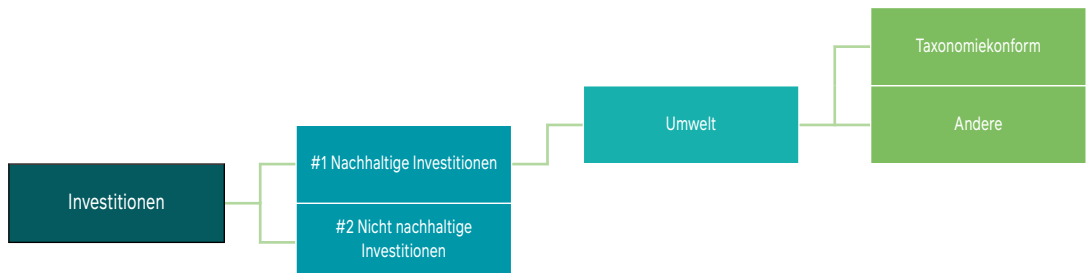 Investitionen
#1 Nachhaltige Investitionen
#2 Nicht nachhaltige
Investitionen
Umwelt
Taxonomiekonform
Andere